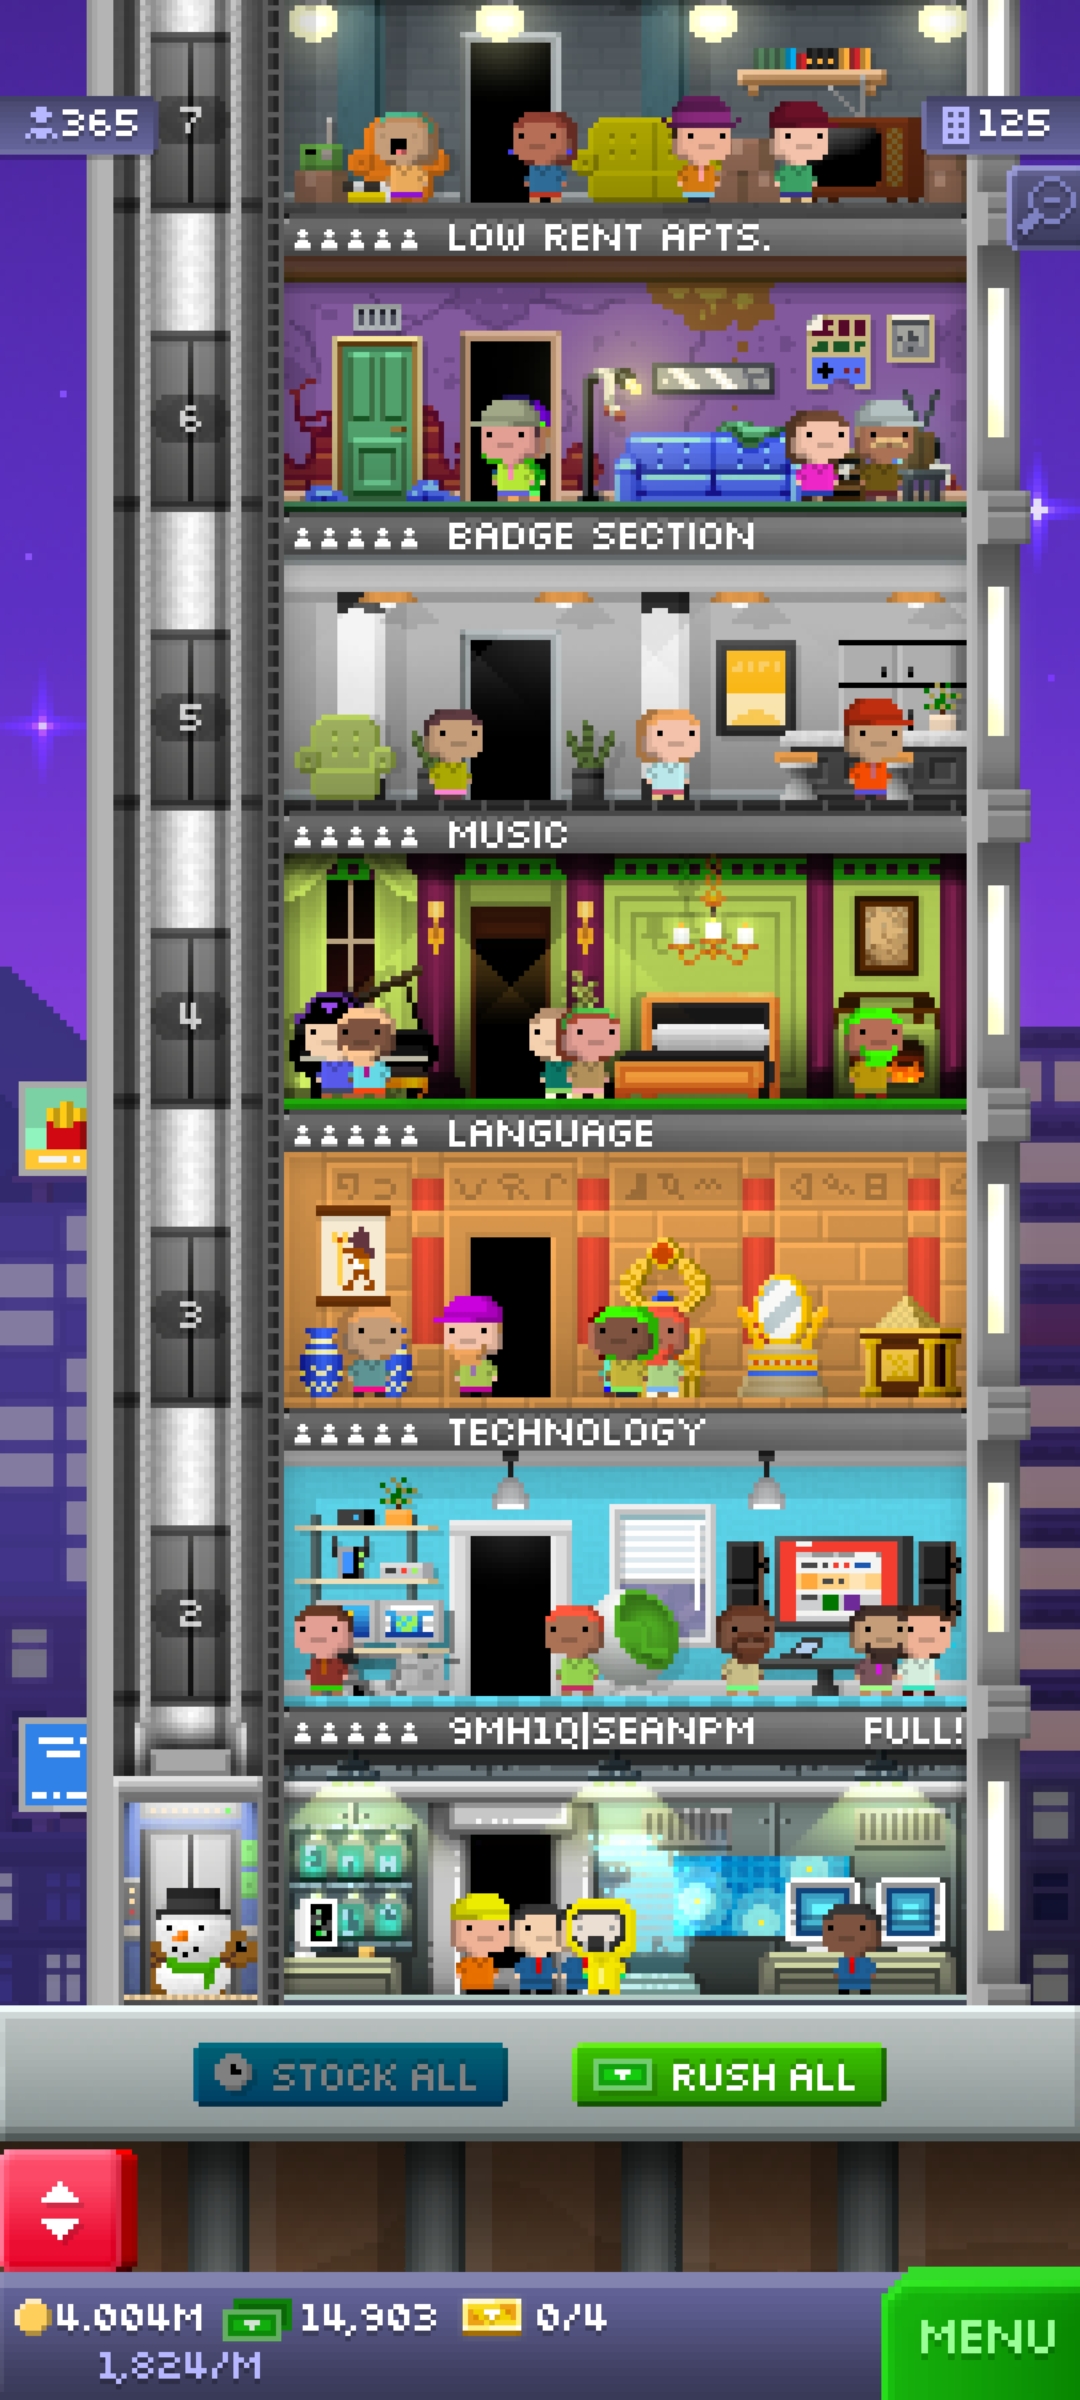 365
7
125
LOW RENT APTS.
6
BADGE SECTION
5
MUSIC
4
LANGUAGE
3
TECHNOLOGY
2
9MH1Q|SEANPM FULL!
STOCK ALL
RUSH ALL
4.004M
14,903
0/4
1,824/M
MENU